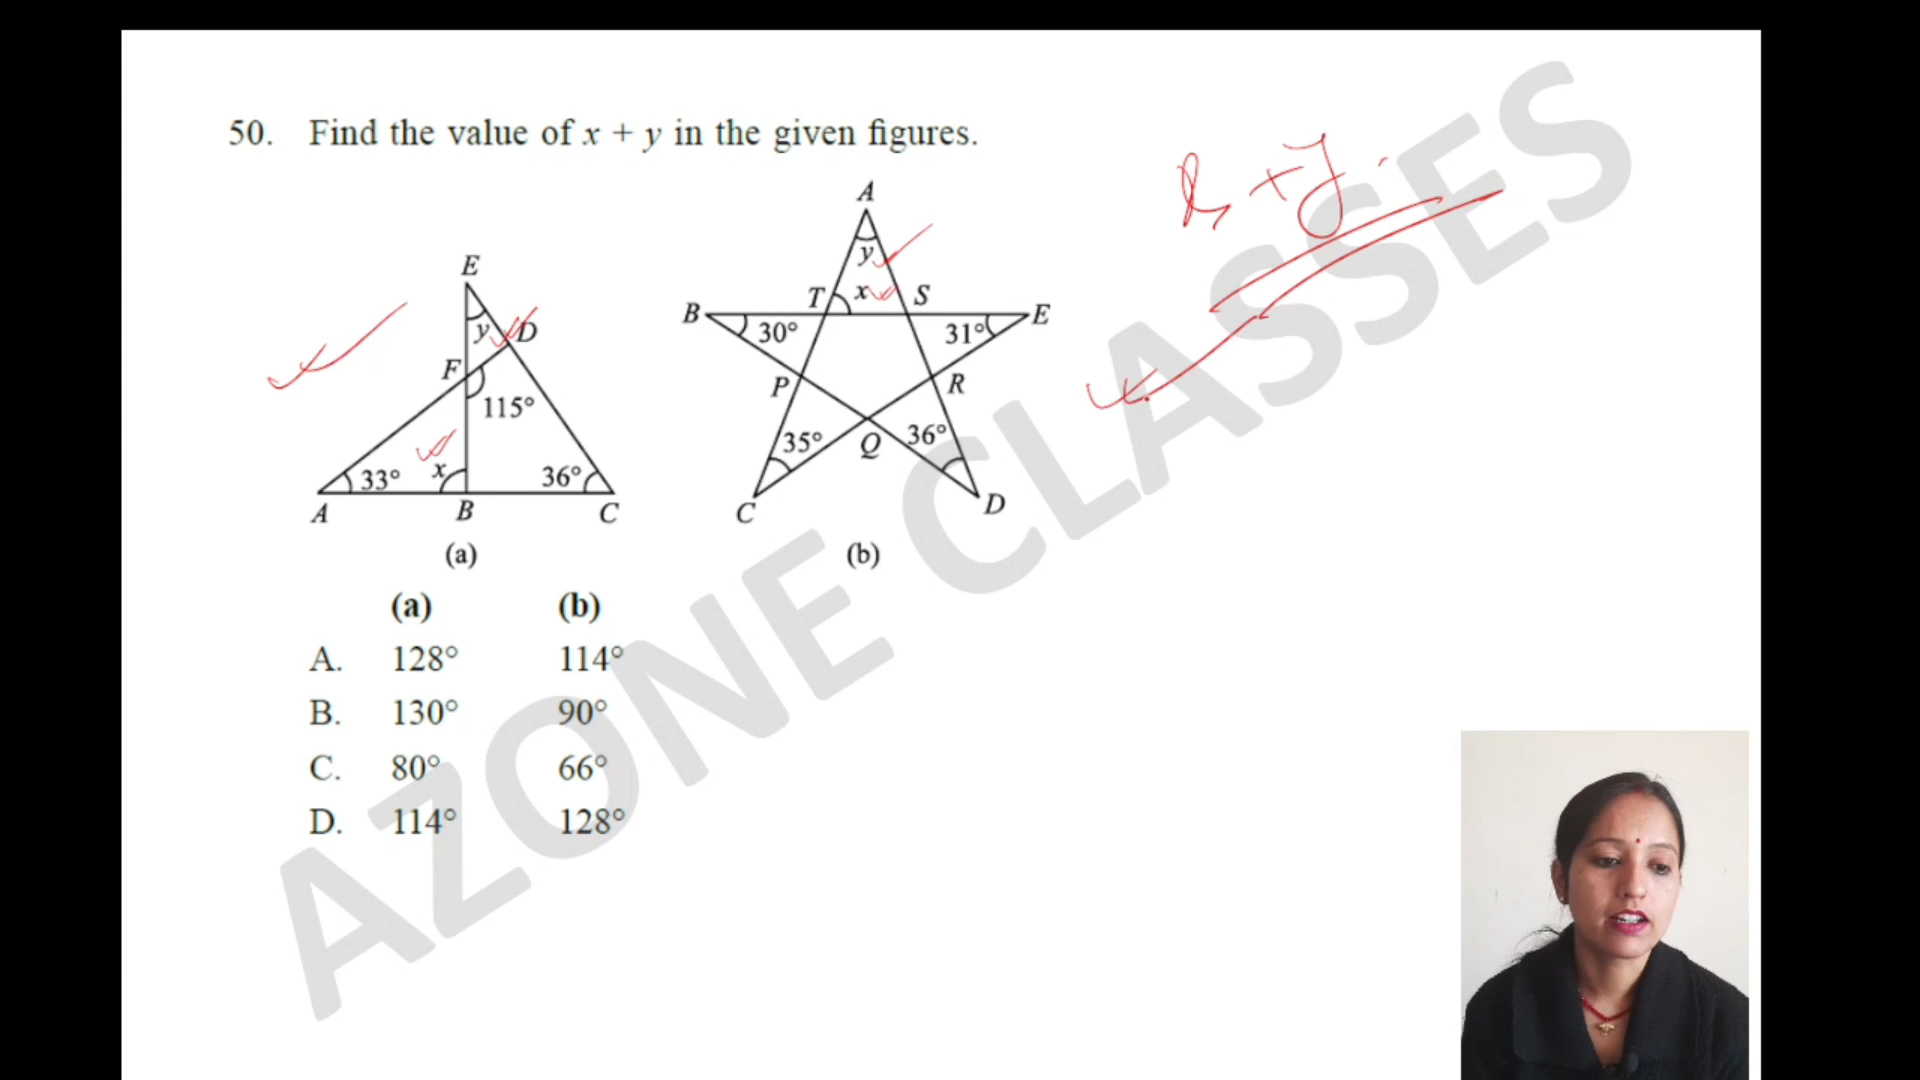 50. Find the value of x + y in the given figures.
x + y
A
y
T x S
B 30° 31° E
P R
35° Q 36°
C D
(b)
E
y D
F
115°
33° x 36°
A B C
(a)
(a) (b)
A. 128° 114°
B. 130° 90°
C. 80° 66°
D. 114° 128°
AZONE CLASSES